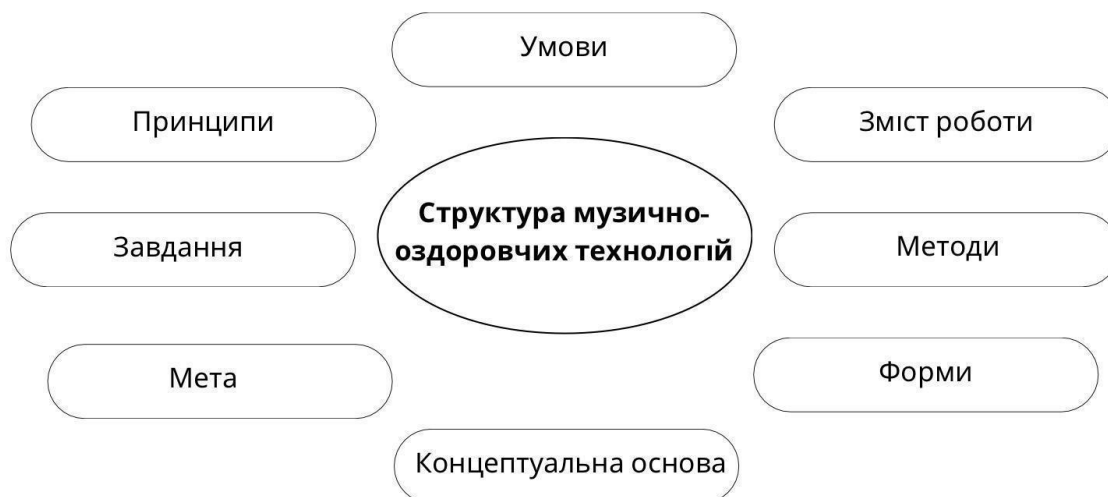 Умови
Принципи
Зміст роботи
Структура музично-
оздоровчих технологій
Завдання
Методи
Мета
Форми
Концептуальна основа